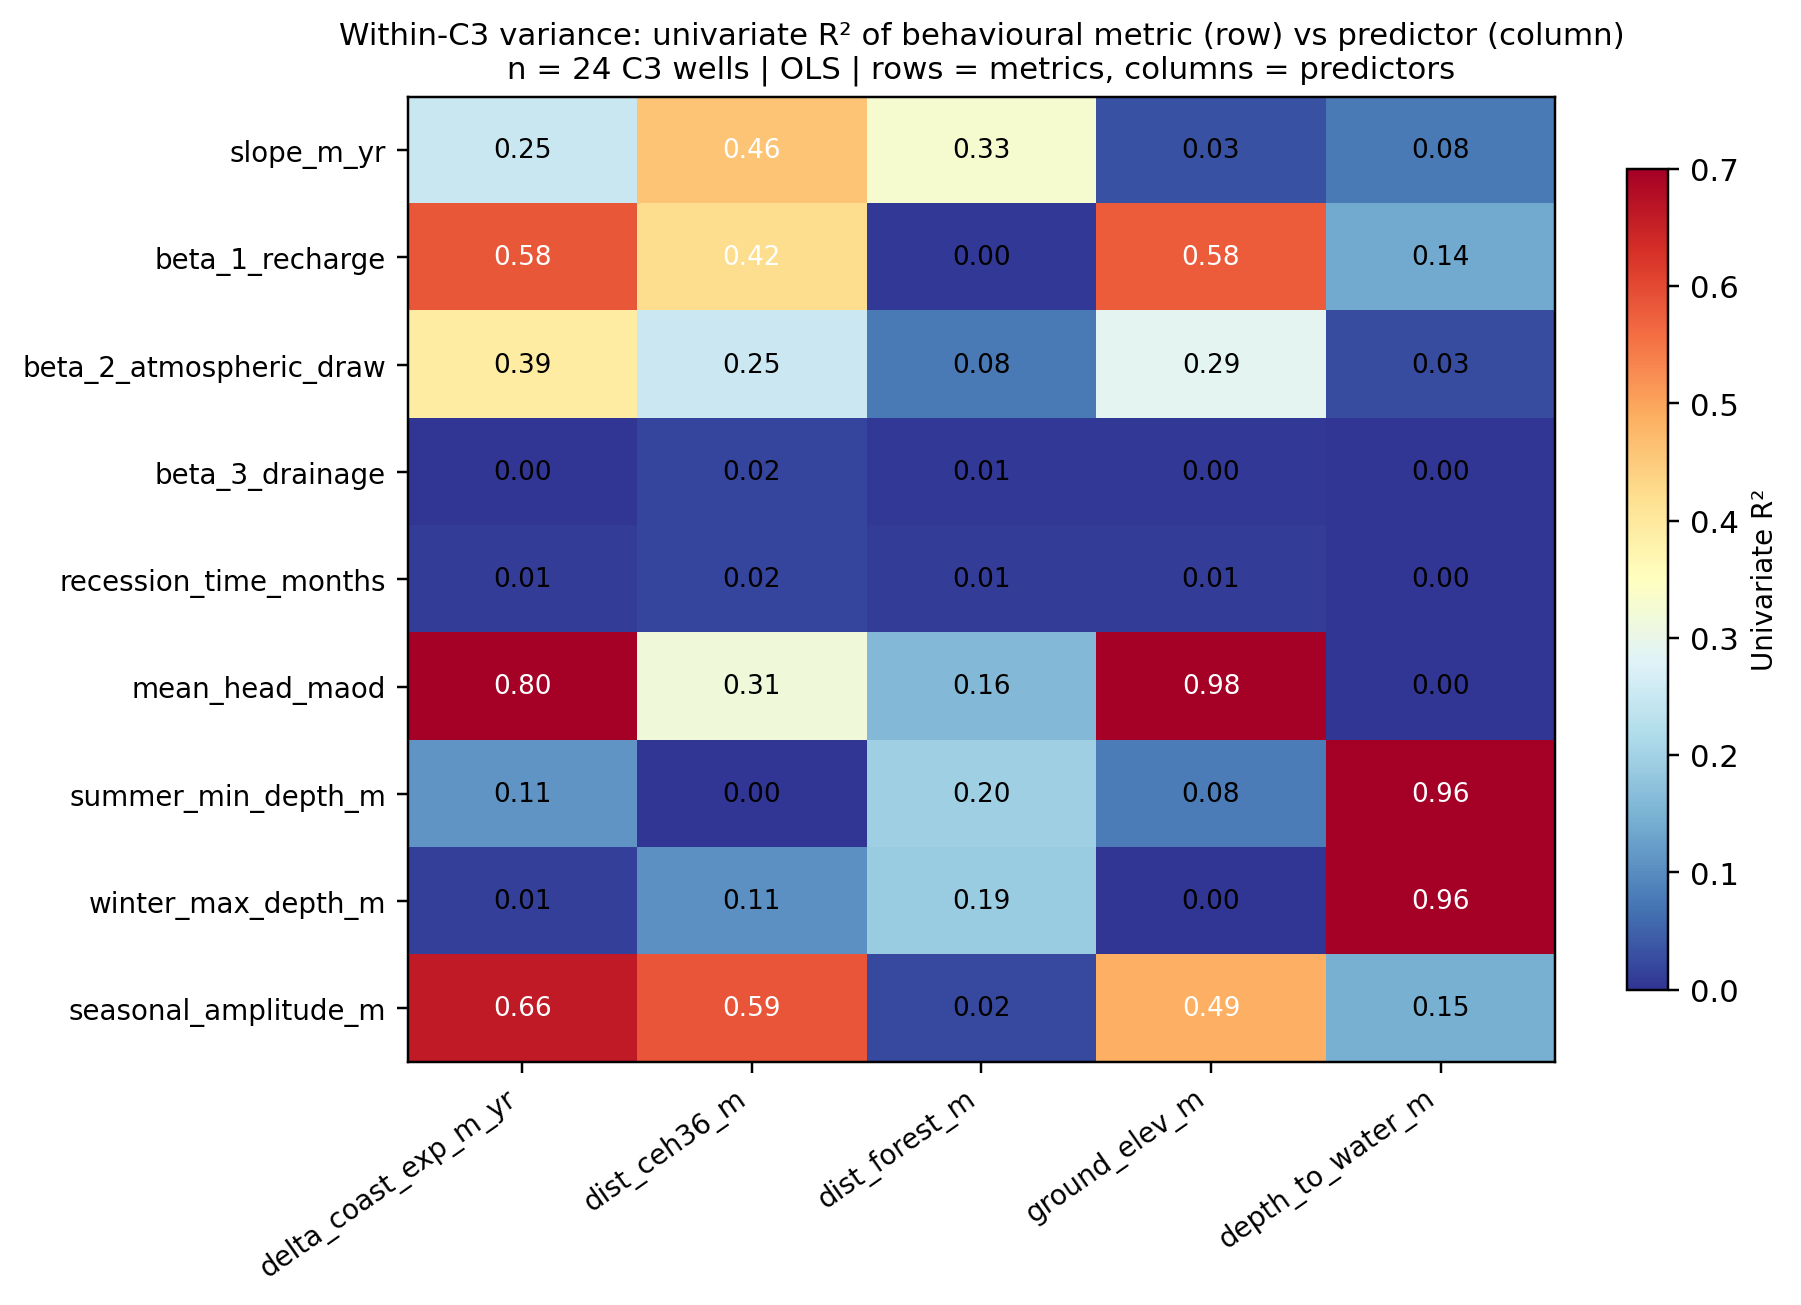 Within-C3 variance: univariate R² of behavioural metric (row) vs predictor (column)
n = 24 C3 wells | OLS | rows = metrics, columns = predictors
slope_m_yr 0.25 0.46 0.33 0.03 0.08
beta_1_recharge 0.58 0.42 0.00 0.58 0.14
beta_2_atmospheric_draw 0.39 0.25 0.08 0.29 0.03
beta_3_drainage 0.00 0.02 0.01 0.00 0.00
recession_time_months 0.01 0.02 0.01 0.01 0.00
mean_head_maod 0.80 0.31 0.16 0.98 0.00
summer_min_depth_m 0.11 0.00 0.20 0.08 0.96
winter_max_depth_m 0.01 0.11 0.19 0.00 0.96
seasonal_amplitude_m 0.66 0.59 0.02 0.49 0.15
delta_coast_exp_m_yr
dist_ceh36_m
dist_forest_m
ground_elev_m
depth_to_water_m
0.7
0.6
0.5
0.4
0.3
0.2
0.1
0.0
Univariate R²